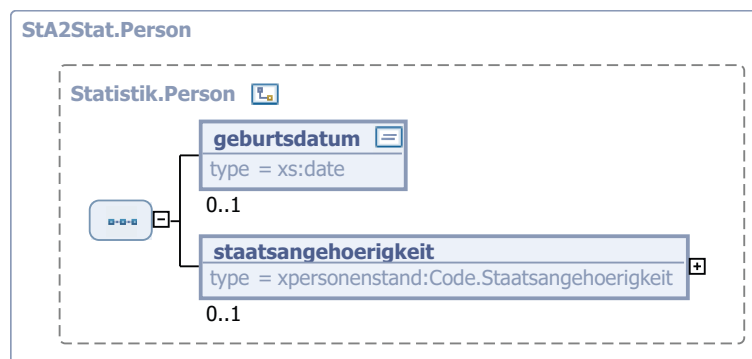 StA2Stat.Person
Statistik.Person
geburtsdatum
type = xs:date
0..1
staatsangehoerigkeit
type = xpersonenstand:Code.Staatsangehoerigkeit
0..1